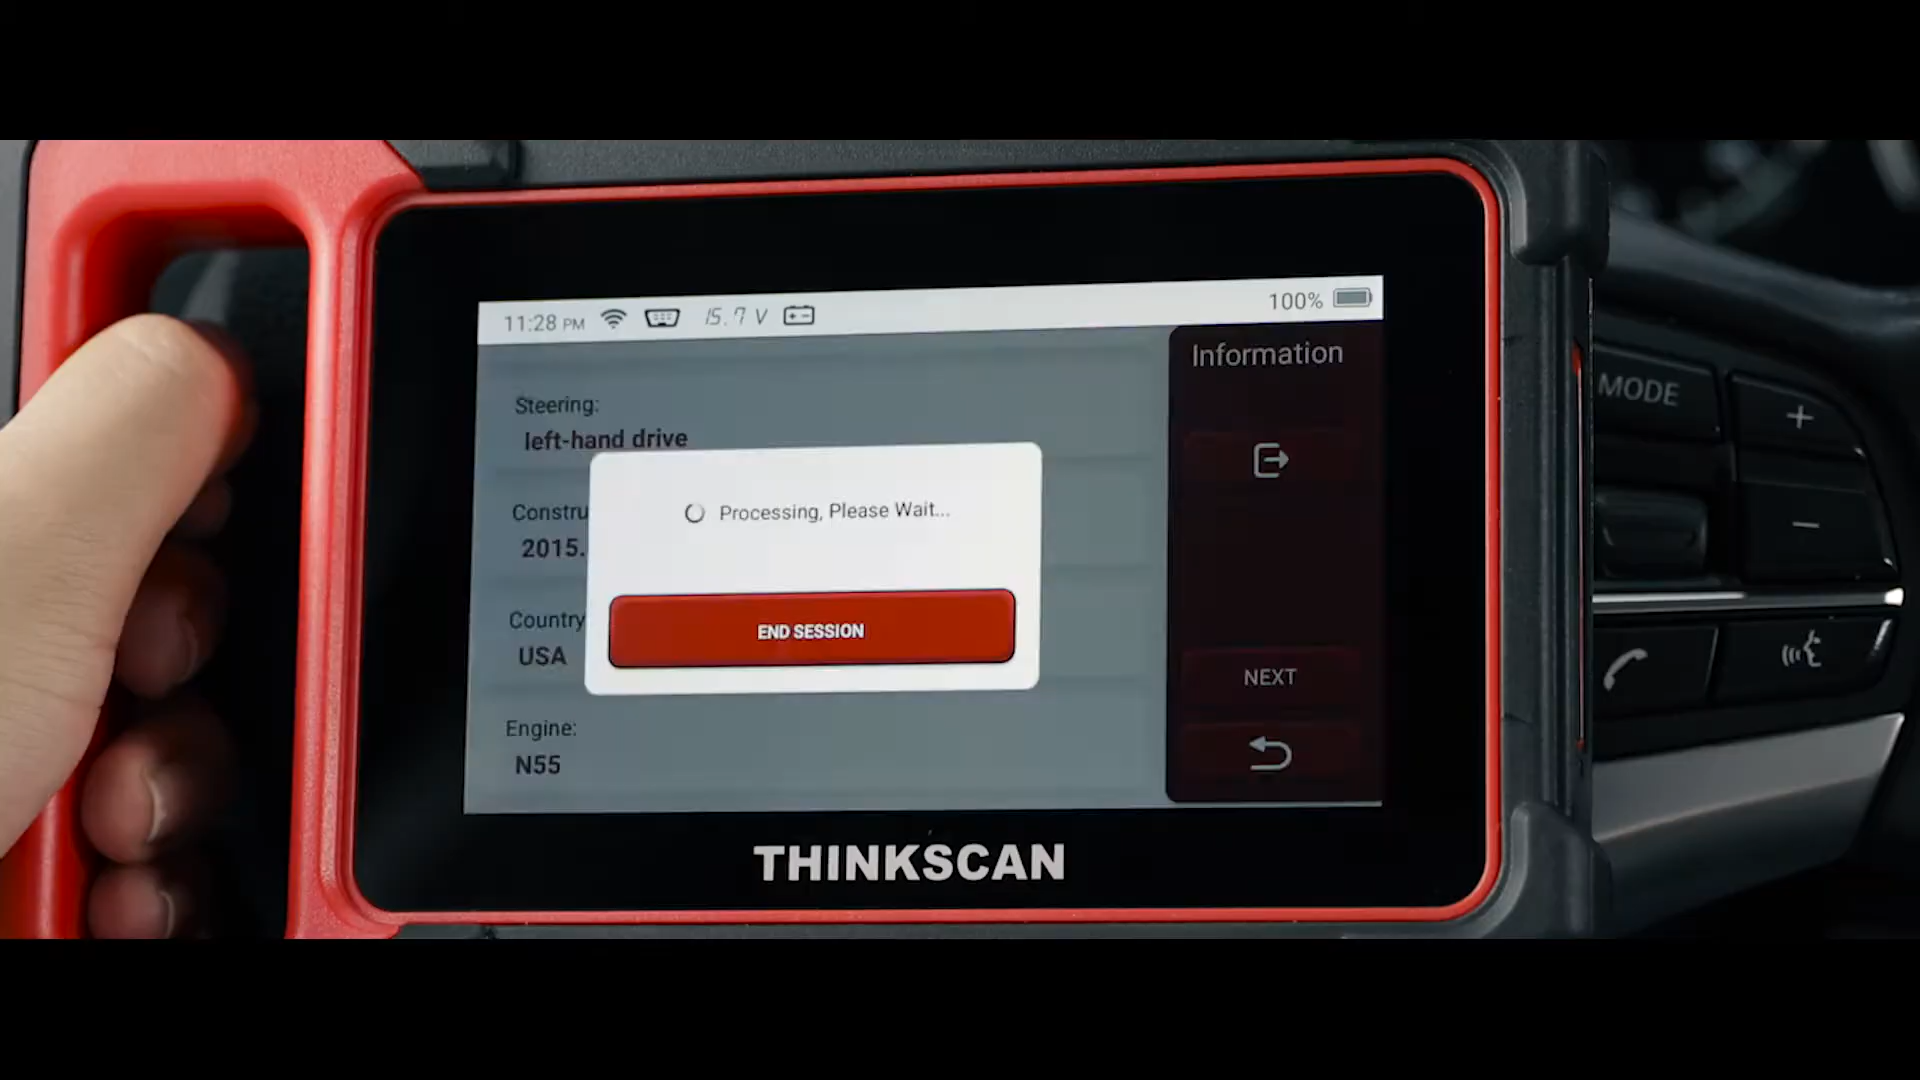 11:28 PM 15.7 V 100%
Information
Steering:
left-hand drive
Constru
2015.
Country
USA
Engine:
N55
Processing, Please Wait...
END SESSION
NEXT
THINKSCAN
MODE
+
–